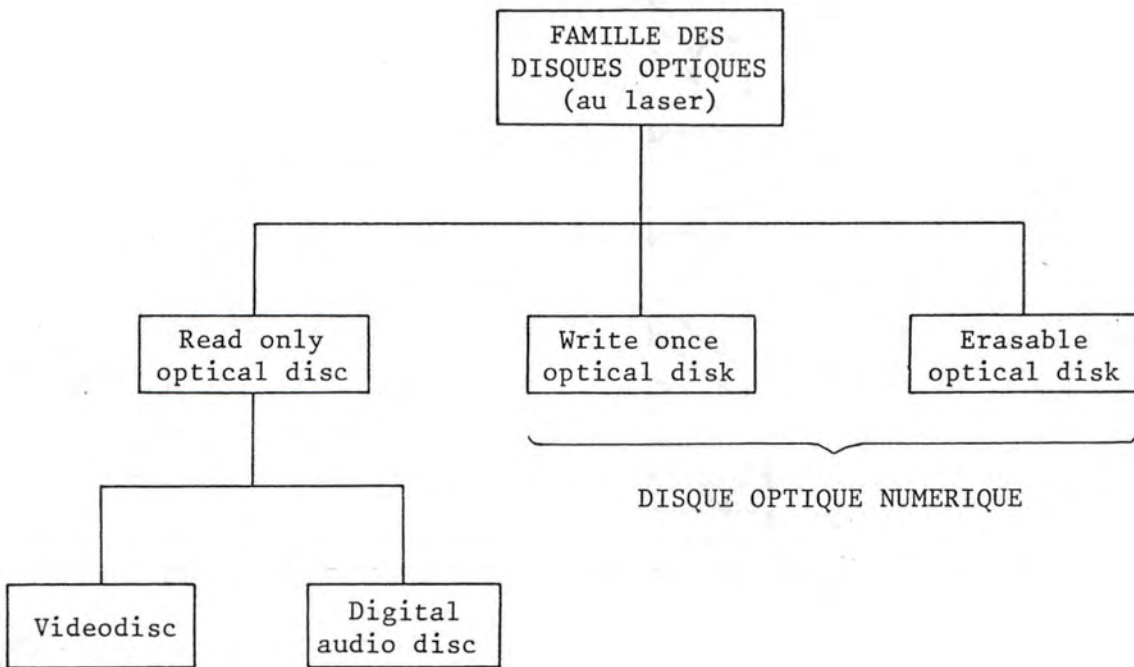 FAMILLE DES
DISQUES OPTIQUES
(au laser)
Read only
optical disc
Write once
optical disk
Erasable
optical disk
DISQUE OPTIQUE NUMERIQUE
Videodisc
Digital
audio disc